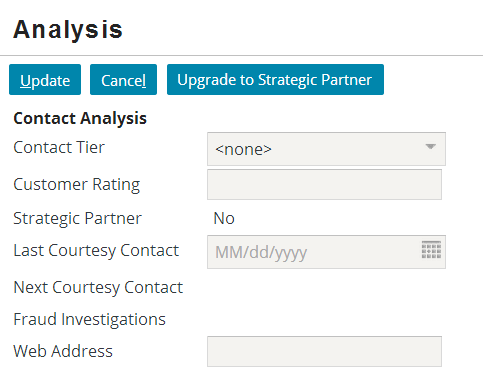 Analysis
Update Cancel Upgrade to Strategic Partner
Contact Analysis
Contact Tier <none>
Customer Rating
Strategic Partner No
Last Courtesy Contact MM/dd/yyyy
Next Courtesy Contact
Fraud Investigations
Web Address